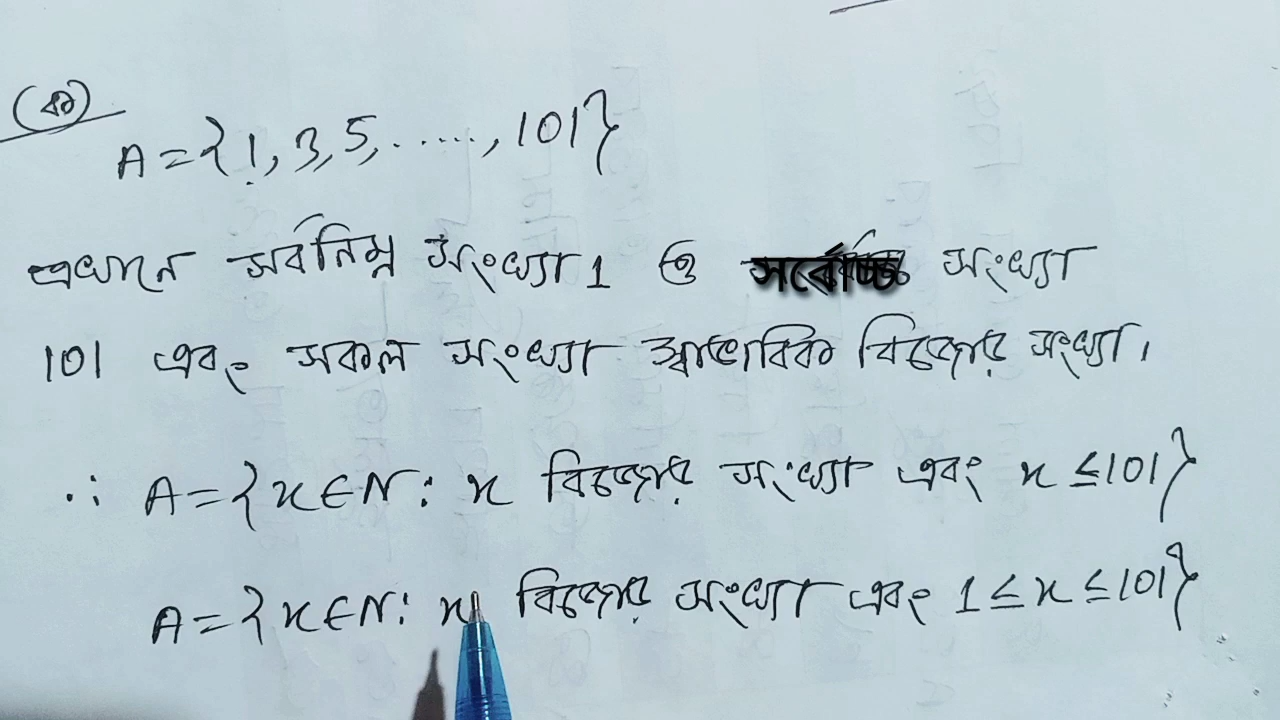 (ক)
A = {1, 3, 5, ......, 101}
এখানে সর্বনিম্ন সংখ্যা 1 ও সর্বোচ্চ সংখ্যা
101 এবং সকল সংখ্যা স্বাভাবিক বিজোড় সংখ্যা।
∴ A = {x ∈ N : x বিজোড় সংখ্যা এবং x ≤ 101}
A = {x ∈ N : x বিজোড় সংখ্যা এবং 1 ≤ x ≤ 101}